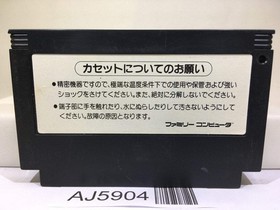 カセットについてのお願い
●精密機器ですので、極端な温度条件下での使用や保管および強い
ショックをさけてください。また、絶対に分解しないでください。
●端子部に手を触れたり、水にぬらしたりして汚さないようにして
ください。故障の原因となります。
ファミリーコンピュータ
AJ5904